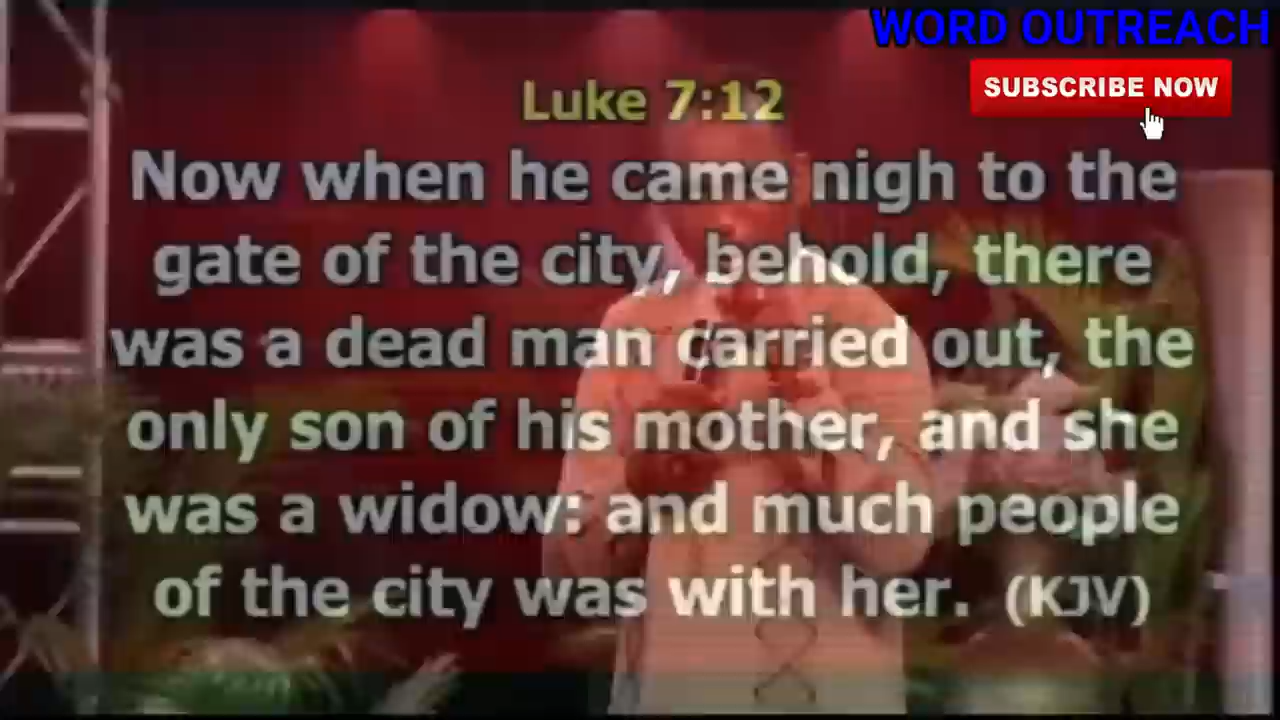 WORD OUTREACH
SUBSCRIBE NOW
Luke 7:12
Now when he came nigh to the
gate of the city, behold, there
was a dead man carried out, the
only son of his mother, and she
was a widow: and much people
of the city was with her. (KJV)